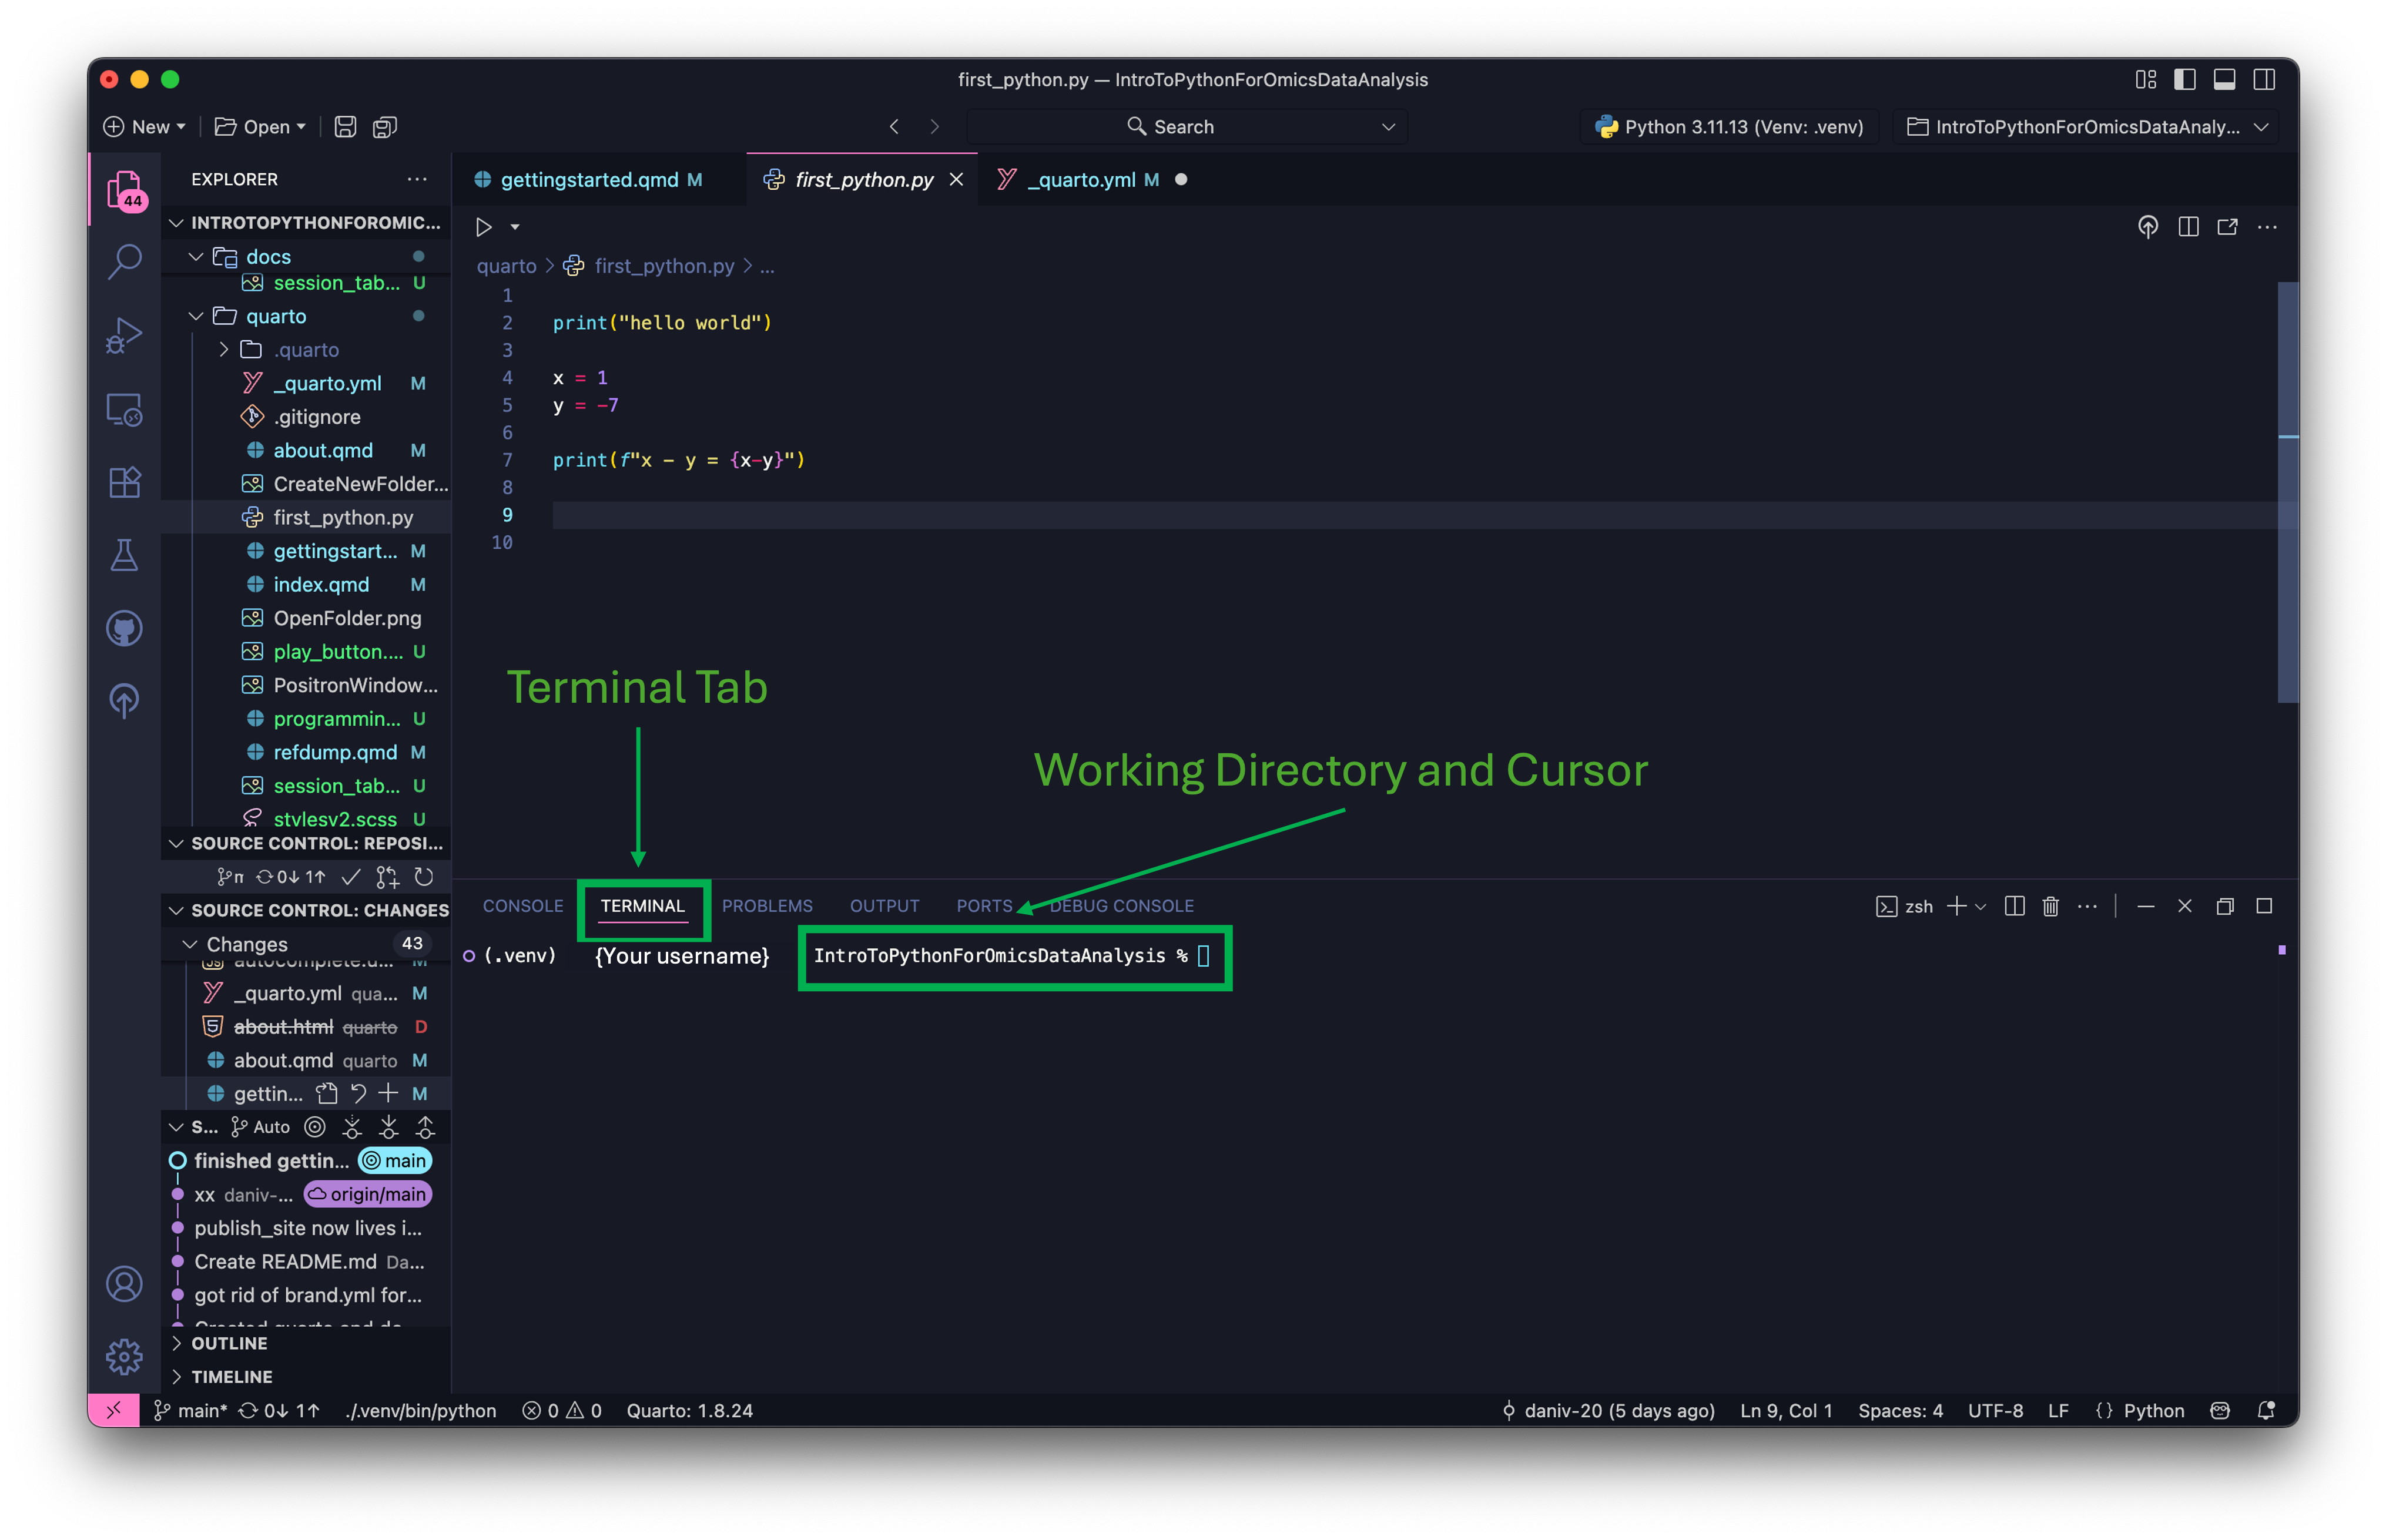 first_python.py — IntroToPythonForOmicsDataAnalysis
New
Open
Search
Python 3.11.13 (Venv: .venv)
IntroToPythonForOmicsDataAnaly...
44
EXPLORER
INTROTOPYTHONFOROMIC...
docs
session_tab... U
quarto
.quarto
_quarto.yml M
.gitignore
about.qmd M
CreateNewFolder...
first_python.py
gettingstart... M
index.qmd M
OpenFolder.png
play_button.... U
PositronWindow...
programmin... U
refdump.qmd M
session_tab... U
stylesv2.scss U
SOURCE CONTROL: REPOSI...
0↓ 1↑
SOURCE CONTROL: CHANGES
Changes 43
_quarto.yml qua... M
about.html quarto D
about.qmd quarto M
gettin... M
S... Auto
finished gettin... main
xx daniv-... origin/main
publish_site now lives i...
Create README.md Da...
got rid of brand.yml for...
OUTLINE
TIMELINE
gettingstarted.qmd M
first_python.py
_quarto.yml M
quarto > first_python.py > ...
1
2 print("hello world")
3
4 x = 1
5 y = -7
6
7 print(f"x - y = {x-y}")
8
9
10
Terminal Tab
Working Directory and Cursor
CONSOLE
TERMINAL
PROBLEMS
OUTPUT
PORTS
DEBUG CONSOLE
zsh
(.venv) {Your username} IntroToPythonForOmicsDataAnalysis %
main* 0↓ 1↑
./.venv/bin/python
0 0
Quarto: 1.8.24
daniv-20 (5 days ago)
Ln 9, Col 1
Spaces: 4
UTF-8
LF
{} Python